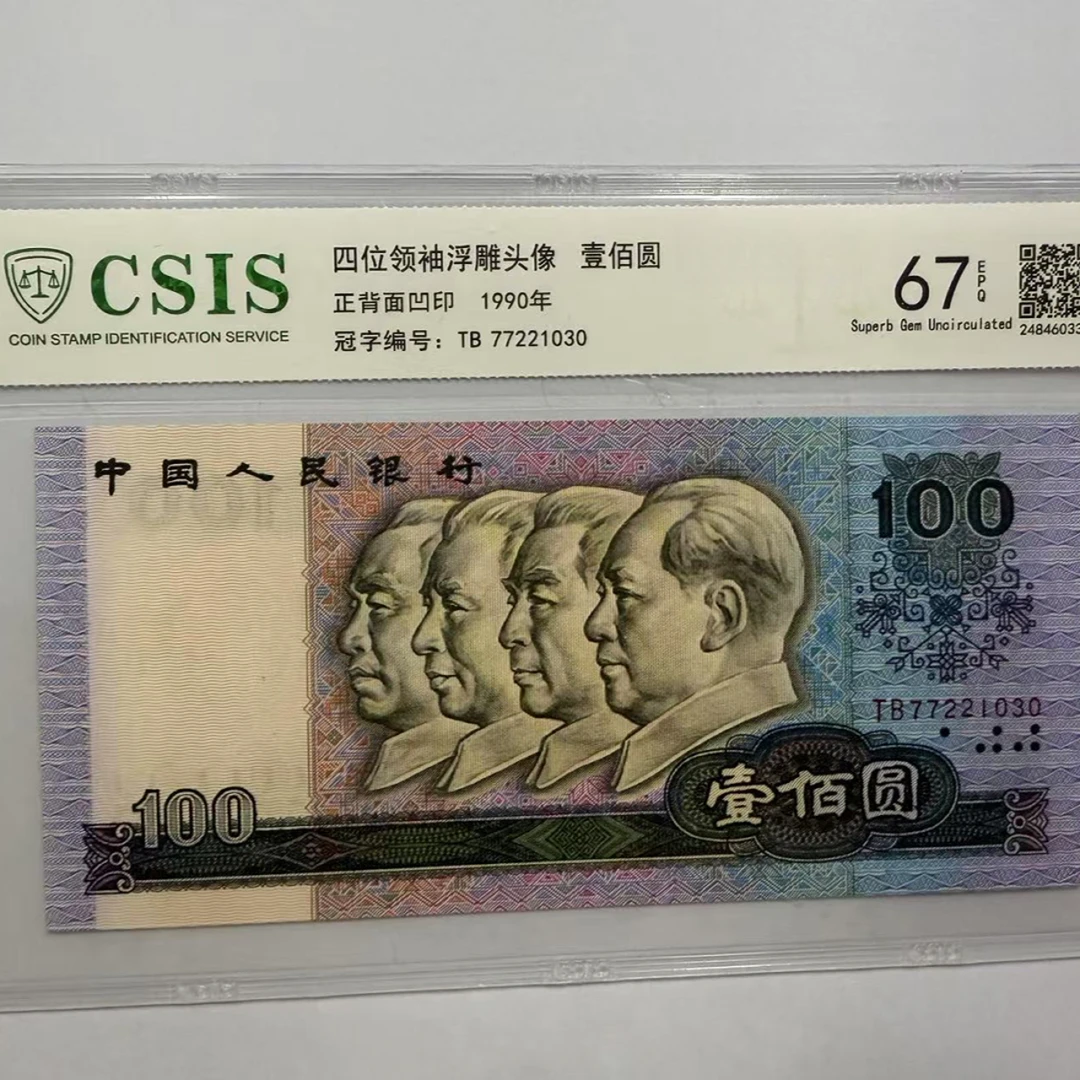 CSIS
COIN STAMP IDENTIFICATION SERVICE
四位领袖浮雕头像 壹佰圆
正背面凹印 1990年
冠字编号：TB 77221030
67 EPQ
Superb Gem Uncirculated
2484603
中国人民银行
100
TB77221030
壹佰圆
100